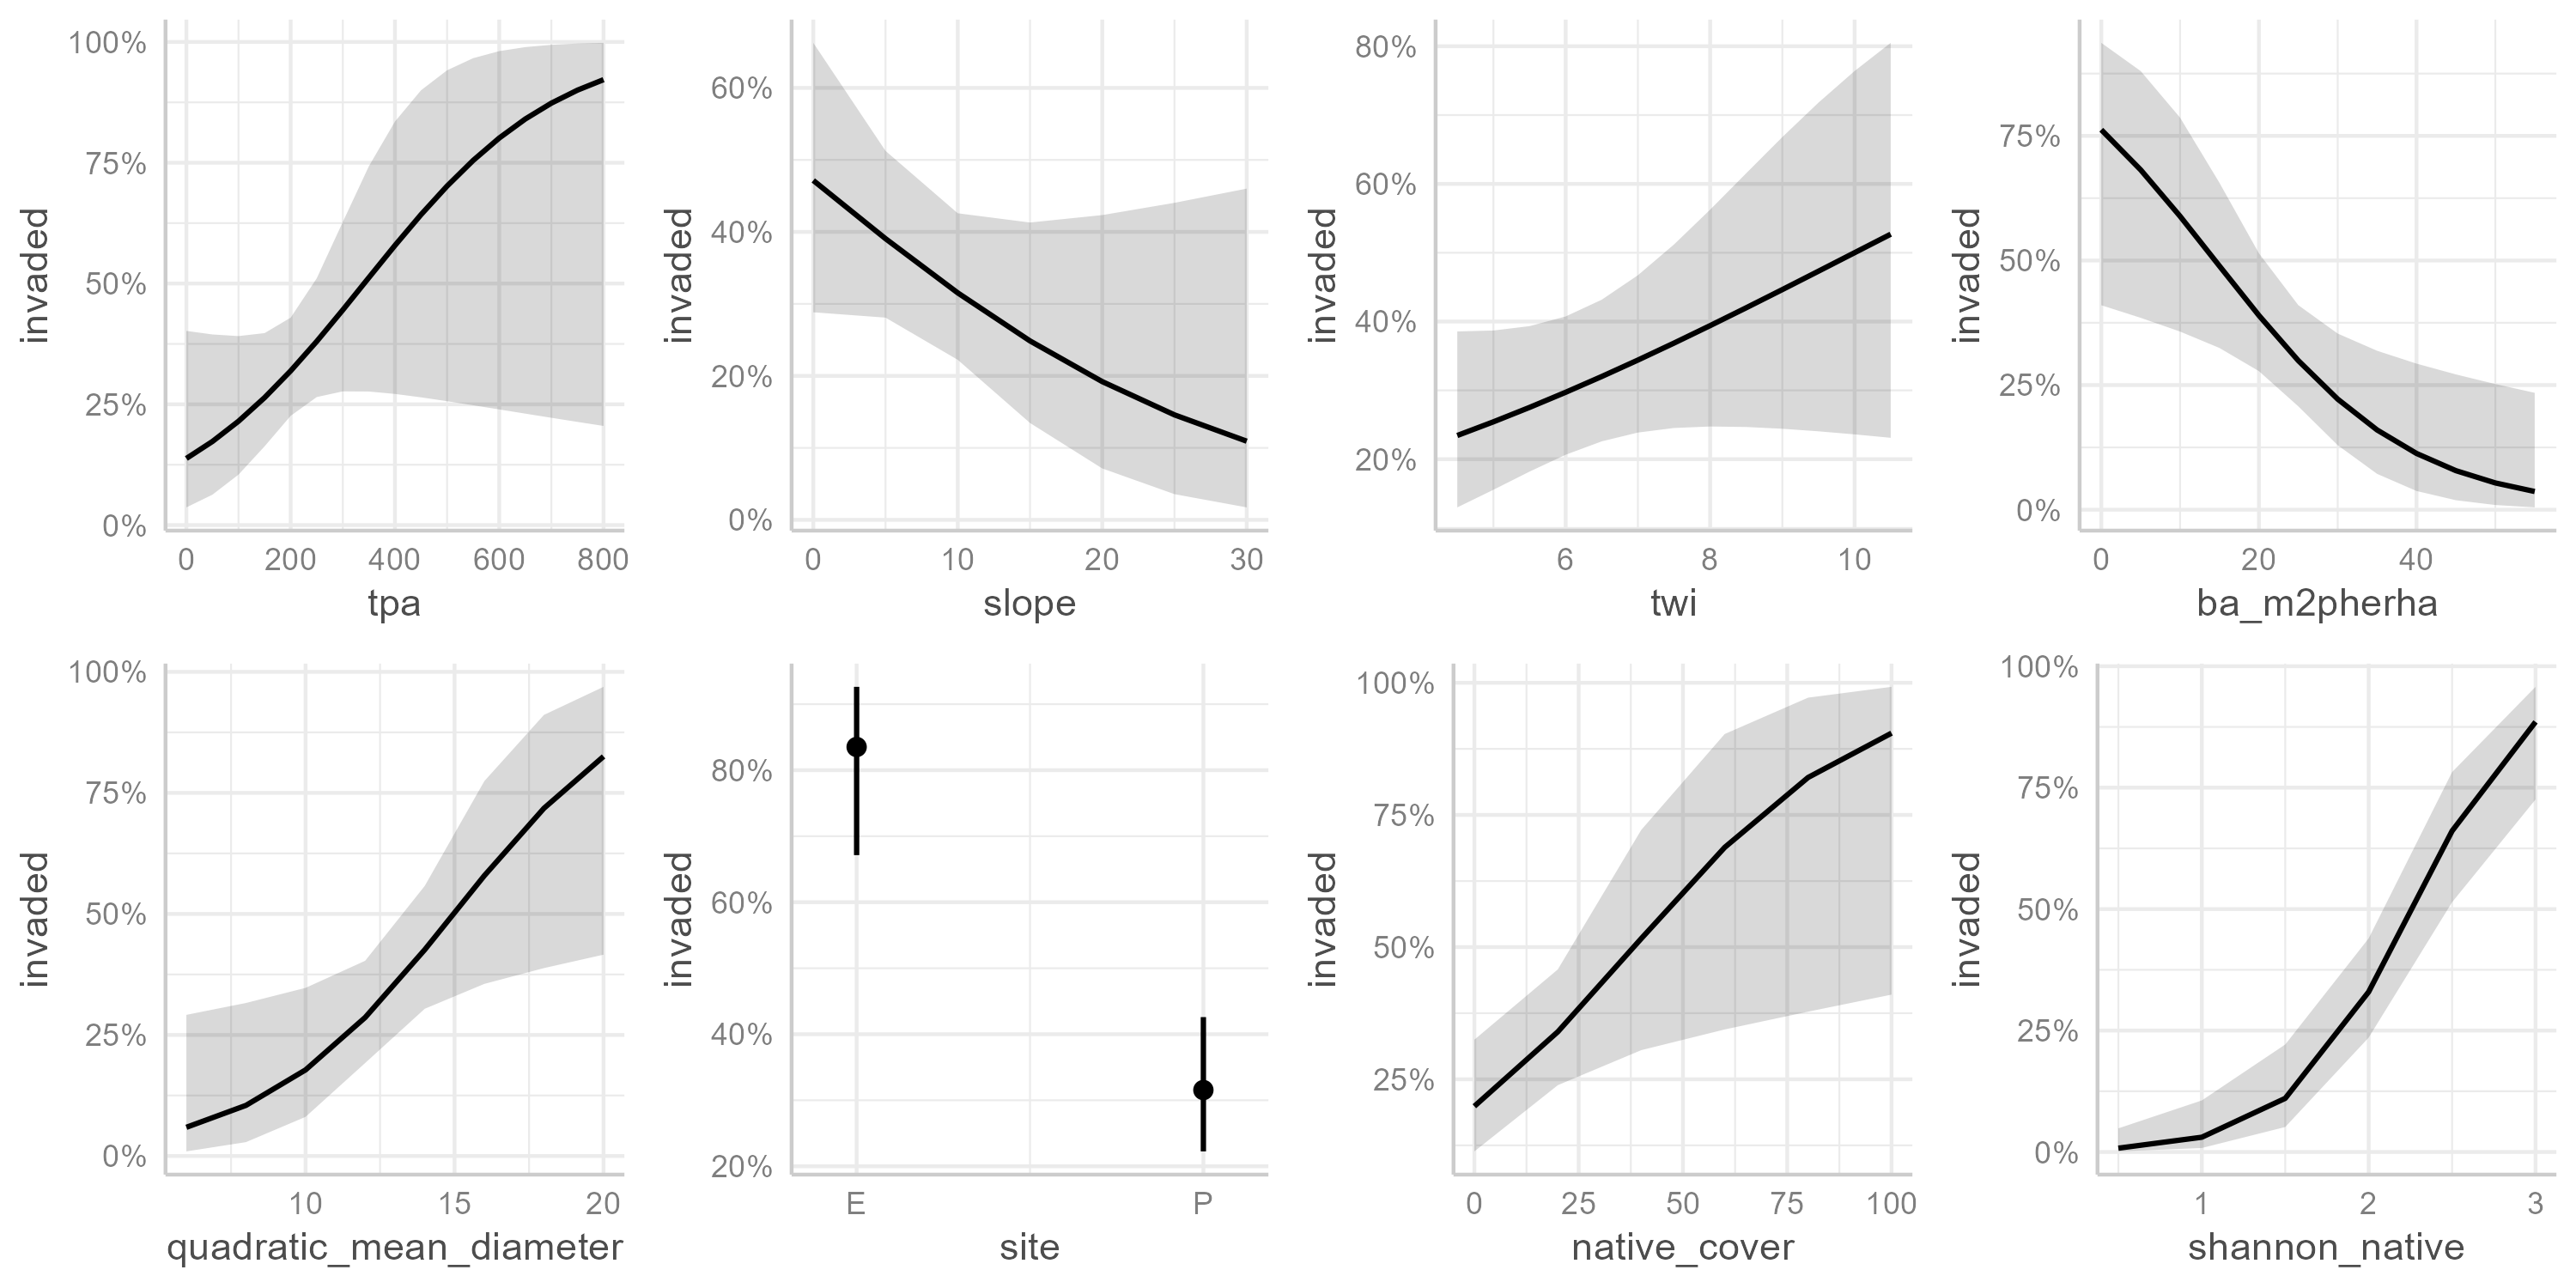 invaded
100%
75%
50%
25%
0%
0 200 400 600 800
tpa
invaded
60%
40%
20%
0%
0 10 20 30
slope
invaded
80%
60%
40%
20%
6 8 10
twi
invaded
75%
50%
25%
0%
0 20 40
ba_m2pherha
invaded
100%
75%
50%
25%
0%
10 15 20
quadratic_mean_diameter
invaded
80%
60%
40%
20%
E P
site
invaded
100%
75%
50%
25%
0 25 50 75 100
native_cover
invaded
100%
75%
50%
25%
0%
1 2 3
shannon_native